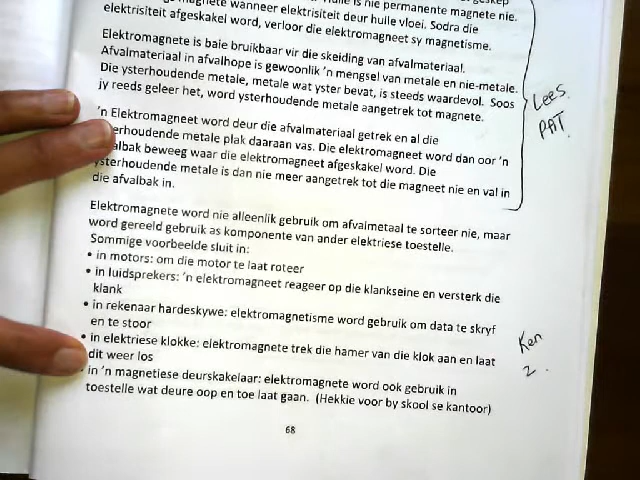 magnete wanneer elektrisiteit deur hulle vloei. Sodra die
elektrisiteit afgeskakel word, verloor die elektromagneet sy magnetisme.
Elektromagnete is baie bruikbaar vir die skeiding van afvalmateriaal.
Afvalmateriaal in afvalhope is gewoonlik 'n mengsel van metale en nie-metale.
Die ysterhoudende metale, metale wat yster bevat, is steeds waardevol. Soos
jy reeds geleer het, word ysterhoudende metale aangetrek tot magnete.
Lees
PAT.
'n Elektromagneet word deur die afvalmateriaal getrek en al die
erhoudende metale plak daaraan vas. Die elektromagneet word dan oor 'n
albak beweeg waar die elektromagneet afgeskakel word. Die
ysterhoudende metale is dan nie meer aangetrek tot die magneet nie en val in
die afvalbak in.
Elektromagnete word nie alleenlik gebruik om afvalmetaal te sorteer nie, maar
word gereeld gebruik as komponente van ander elektriese toestelle.
Sommige voorbeelde sluit in:
• in motors: om die motor te laat roteer
• in luidsprekers: 'n elektromagneet reageer op die klankseine en versterk die
klank
• in rekenaar hardeskywe: elektromagnetisme word gebruik om data te skryf
en te stoor
• in elektriese klokke: elektromagnete trek die hamer van die klok aan en laat
dit weer los
• in 'n magnetiese deurskakelaar: elektromagnete word ook gebruik in
toestelle wat deure oop en toe laat gaan. (Hekkie voor by skool se kantoor)
Ken
2.
68